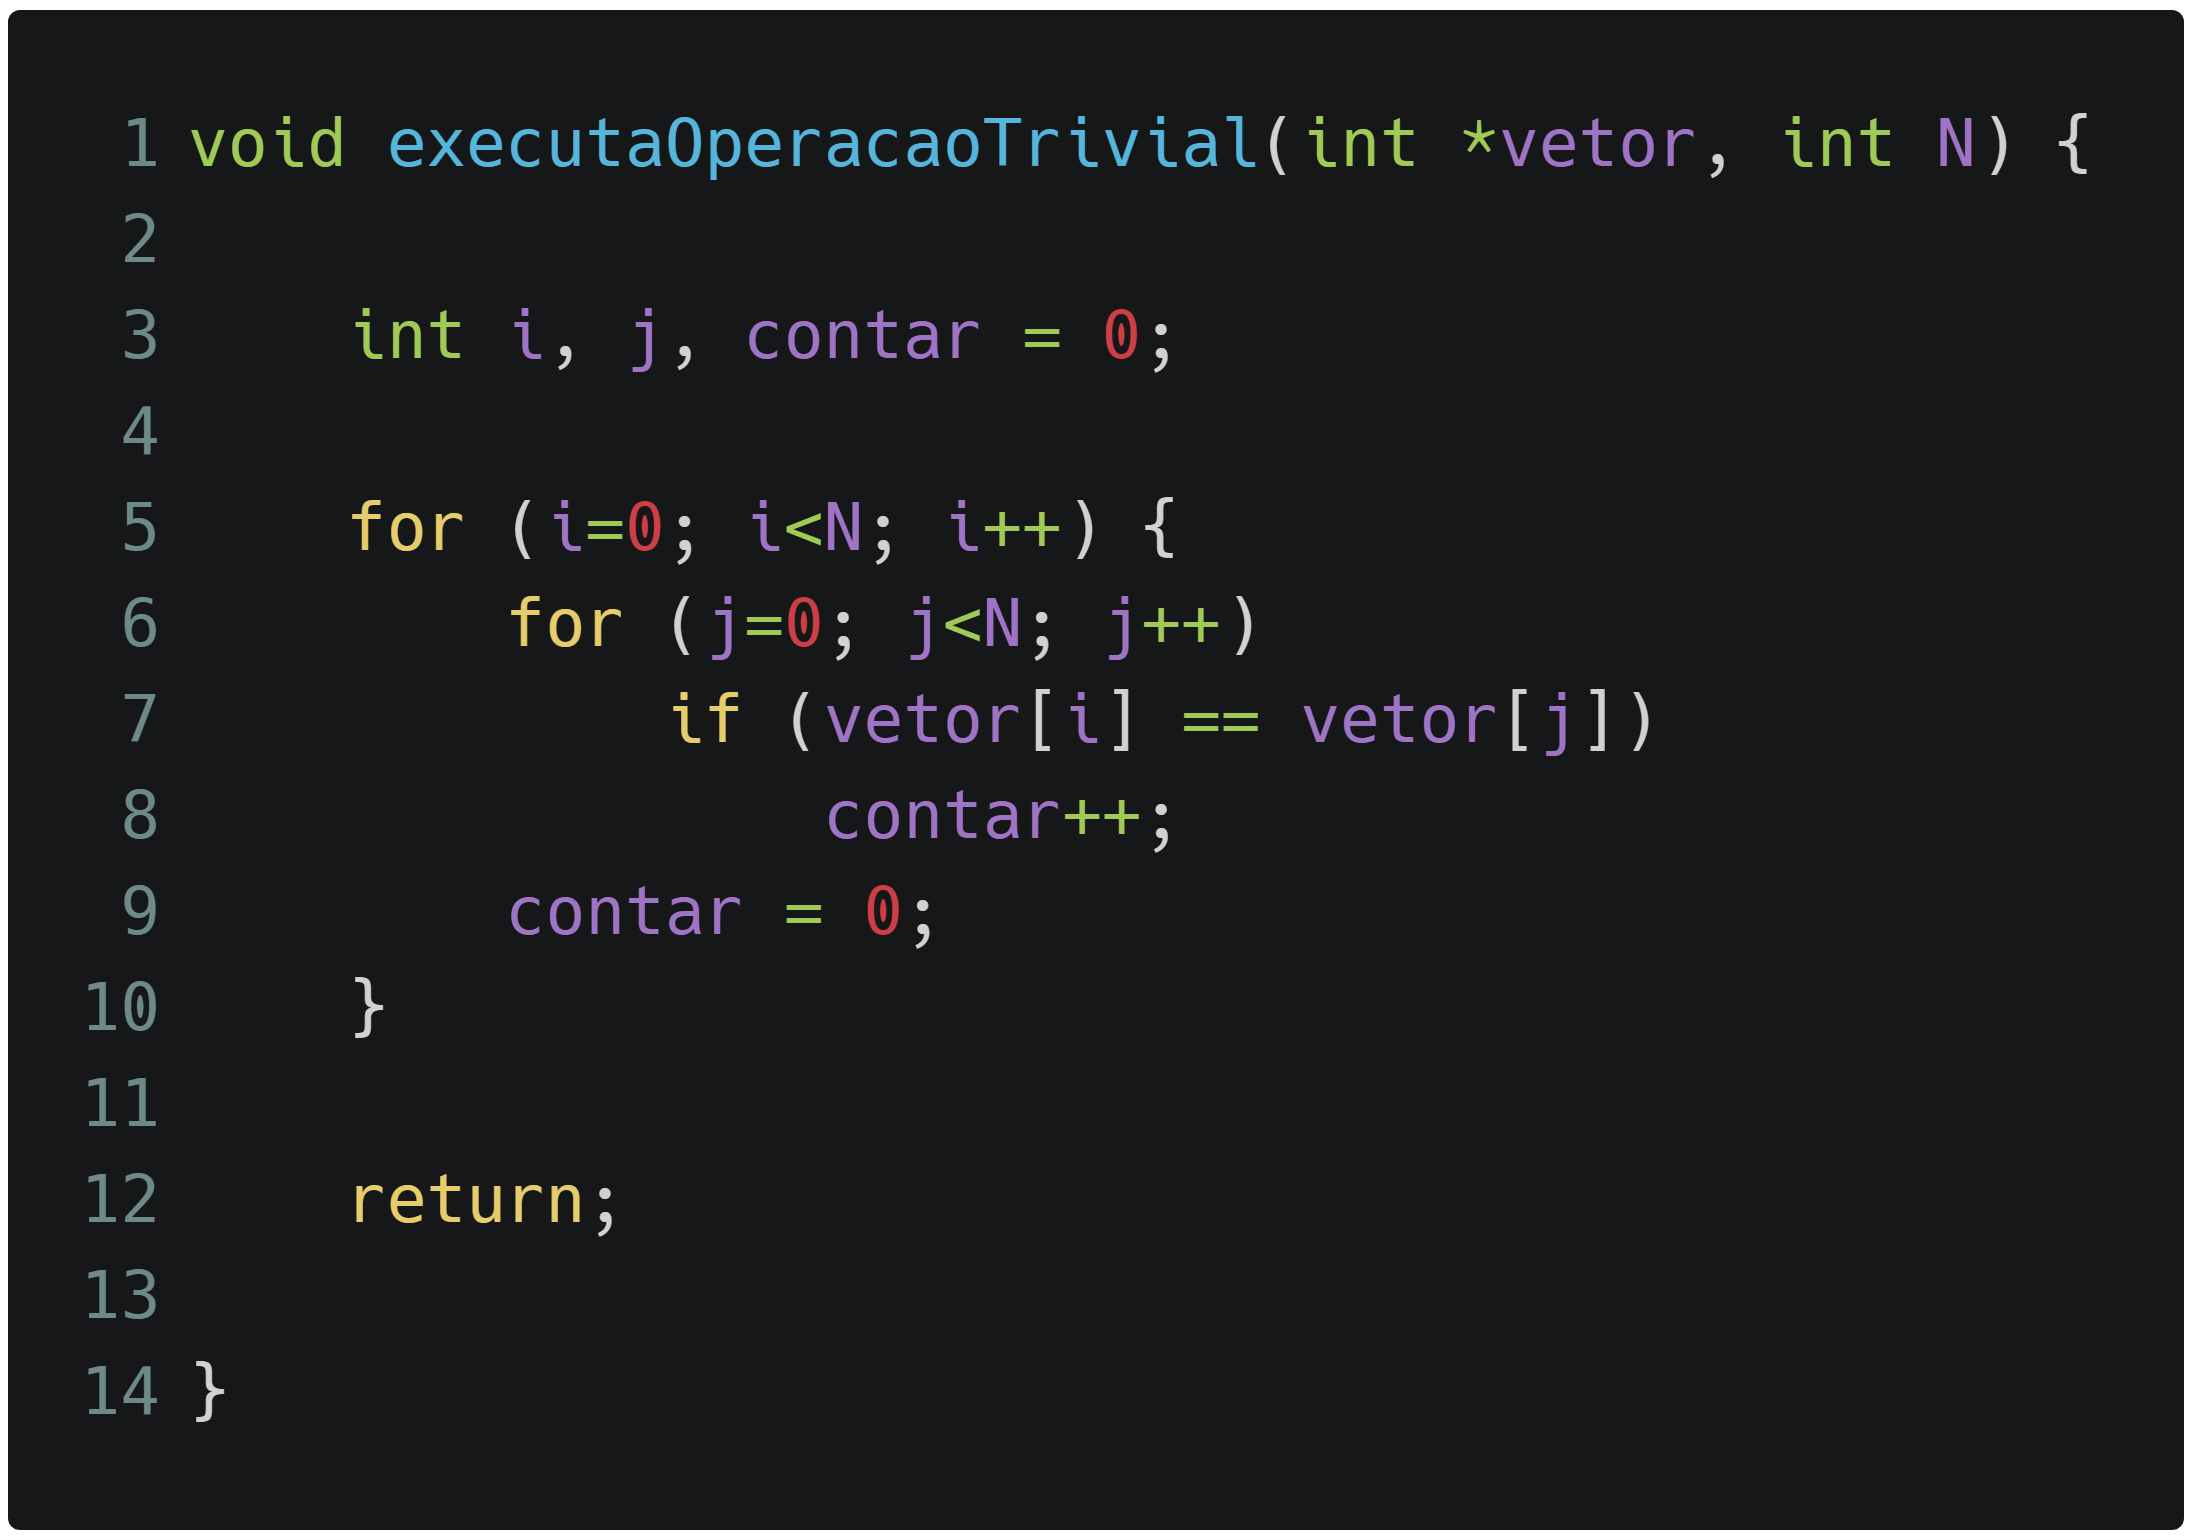 1 void executaOperacaoTrivial(int *vetor, int N) {
2
3     int i, j, contar = 0;
4
5     for (i=0; i<N; i++) {
6         for (j=0; j<N; j++)
7             if (vetor[i] == vetor[j])
8                 contar++;
9         contar = 0;
10     }
11
12     return;
13
14 }